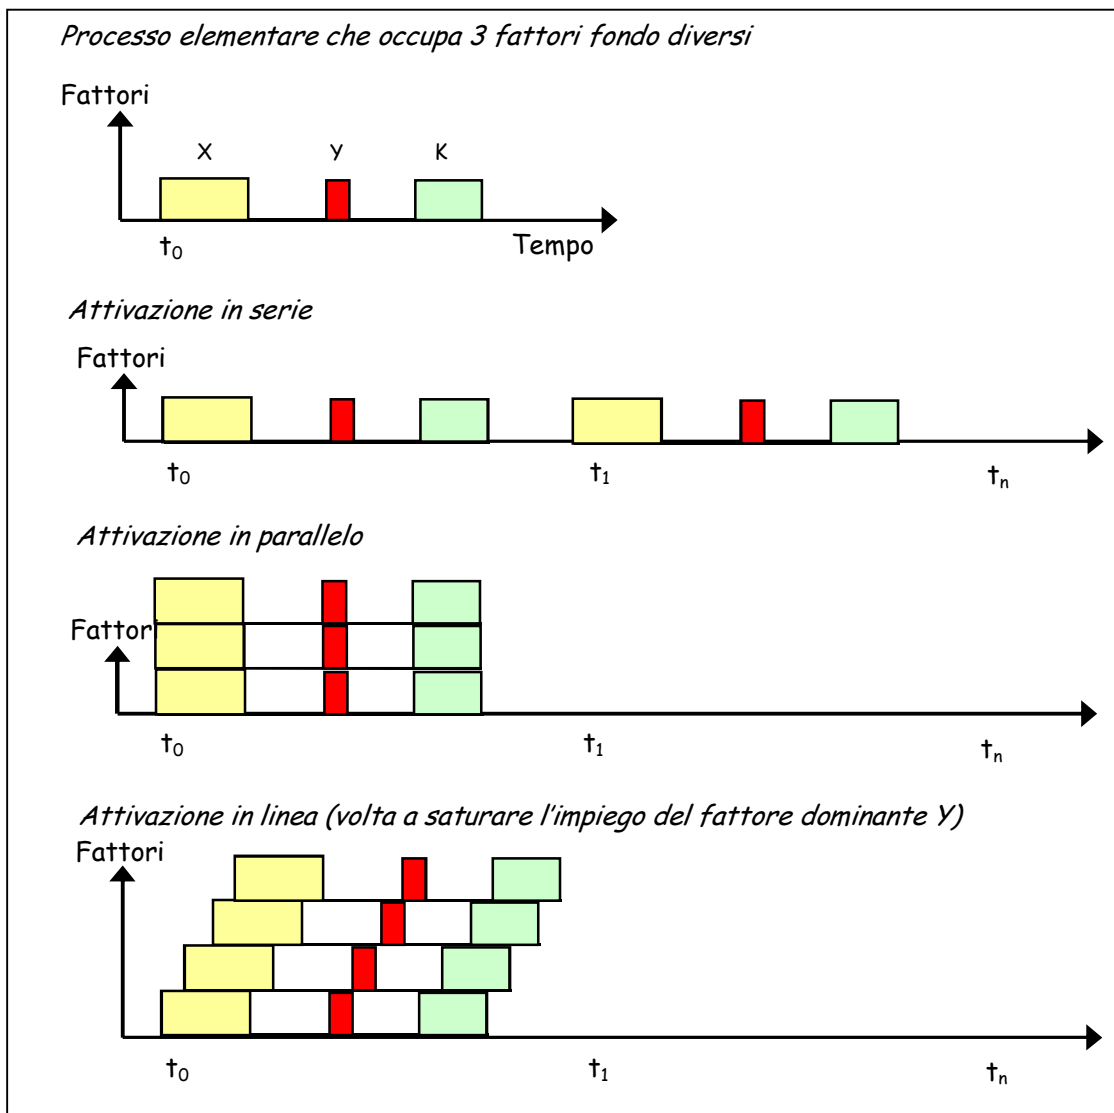 Processo elementare che occupa 3 fattori fondo diversi
Fattori
X Y K
t₀ Tempo
Attivazione in serie
Fattori
t₀ t₁ tₙ
Attivazione in parallelo
Fattor
t₀ t₁ tₙ
Attivazione in linea (volta a saturare l'impiego del fattore dominante Y)
Fattori
t₀ t₁ tₙ